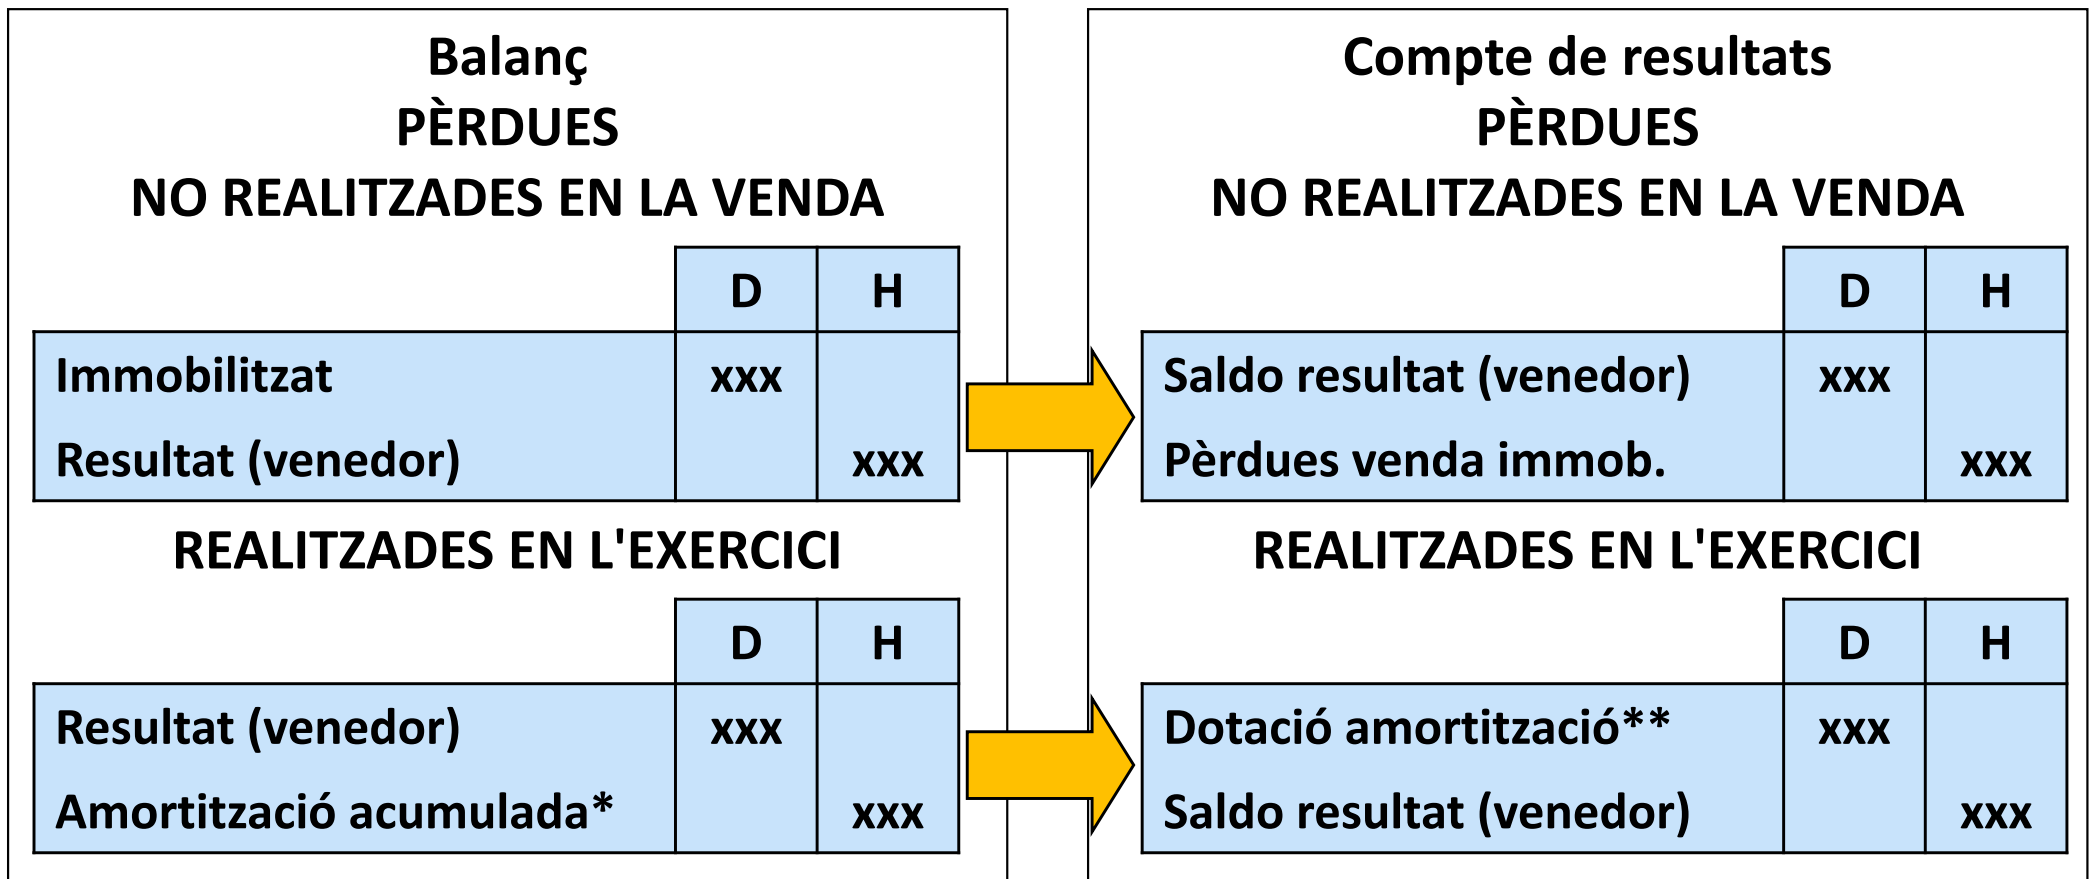 Balanç
PÈRDUES
NO REALITZADES EN LA VENDA
D H
Immobilitzat xxx
Resultat (venedor) xxx
REALITZADES EN L'EXERCICI
D H
Resultat (venedor) xxx
Amortització acumulada* xxx
Compte de resultats
PÈRDUES
NO REALITZADES EN LA VENDA
D H
Saldo resultat (venedor) xxx
Pèrdues venda immob. xxx
REALITZADES EN L'EXERCICI
D H
Dotació amortització** xxx
Saldo resultat (venedor) xxx